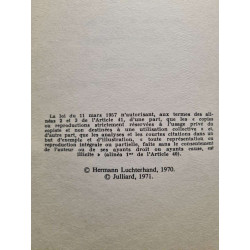 La loi du 11 mars 1957 n'autorisant, aux termes des
alinéas 2 et 3 de l'Article 41, d'une part, que les « copies
ou reproductions strictement réservées à l'usage privé du
copiste et non destinées à une utilisation collective » et,
d'autre part, que les analyses et les courtes citations dans
un but d'exemple et d'illustration, « toute représentation
ou reproduction intégrale ou partielle, faite sans le consentement
de l'auteur ou de ses ayants droit ou ayants cause, est
illicite » (alinéa 1er de l'Article 40).
© Hermann Luchterhand, 1970.
© Julliard, 1971.